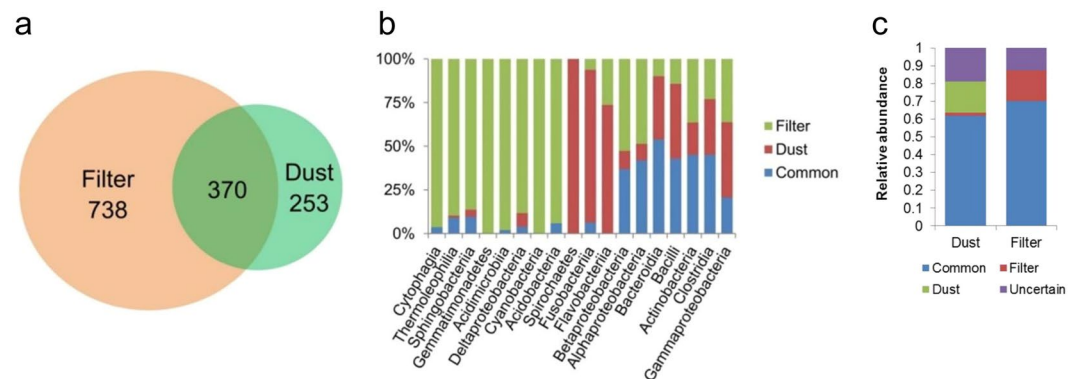 a
Filter
738
370
Dust
253
b
100%
75%
50%
25%
0%
Cytophagia
Thermoleophilia
Sphingobacteriia
Gemmatimonadetes
Acidimicrobiia
Deltaproteobacteria
Cyanobacteria
Acidobacteria
Spirochaetes
Fusobacteriia
Flavobacteriia
Betaproteobacteria
Alphaproteobacteria
Bacteroidia
Bacilli
Actinobacteria
Clostridia
Gammaproteobacteria
Filter
Dust
Common
c
Relative abundance
1
0.9
0.8
0.7
0.6
0.5
0.4
0.3
0.2
0.1
0
Dust Filter
Common Filter
Dust Uncertain